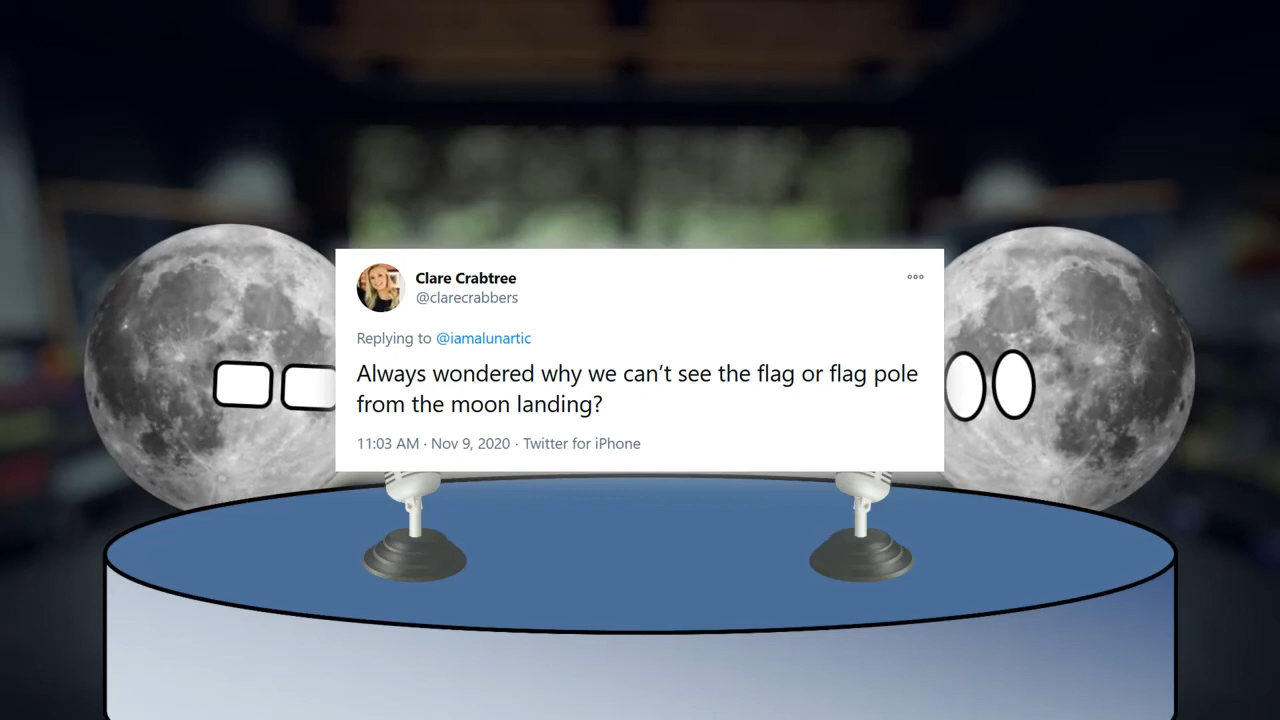 Clare Crabtree
@clarecrabbers
Replying to @iamalunartic
Always wondered why we can’t see the flag or flag pole
from the moon landing?
11:03 AM · Nov 9, 2020 · Twitter for iPhone